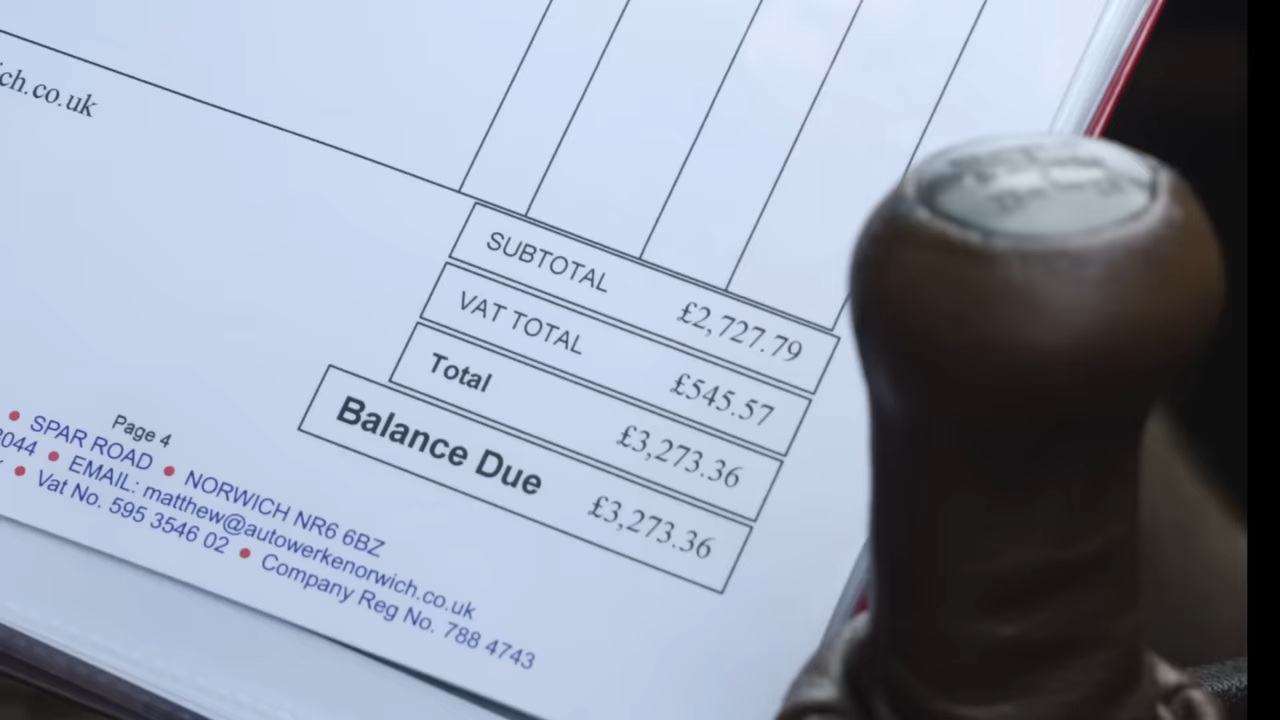 ch.co.uk
SUBTOTAL £2,727.79
VAT TOTAL £545.57
Total £3,273.36
Balance Due £3,273.36
Page 4
• SPAR ROAD • NORWICH NR6 6BZ
044 • EMAIL: matthew@autowerkenorwich.co.uk
• Vat No. 595 3546 02 • Company Reg No. 788 4743